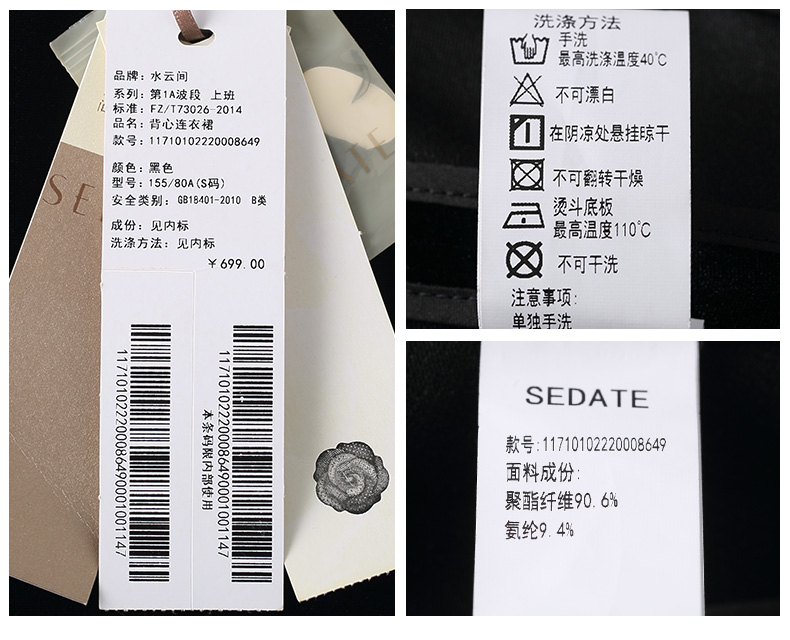 品牌：水云间
系列：第1A波段 上班
标准：FZ/T73026-2014
品名：背心连衣裙
款号：11710102220008649
颜色：黑色
型号：155/80A(S码)
安全类别：GB18401-2010 B类
成份：见内标
洗涤方法：见内标
￥699.00
1171010222000864900010001147
本条码限内部使用
1171010222000864900010001147
SE
ATE
洗涤方法
手洗
最高洗涤温度40℃
不可漂白
在阴凉处悬挂晾干
不可翻转干燥
烫斗底板
最高温度110℃
不可干洗
注意事项:
单独手洗
SEDATE
款号:11710102220008649
面料成份:
聚酯纤维90.6%
氨纶9.4%